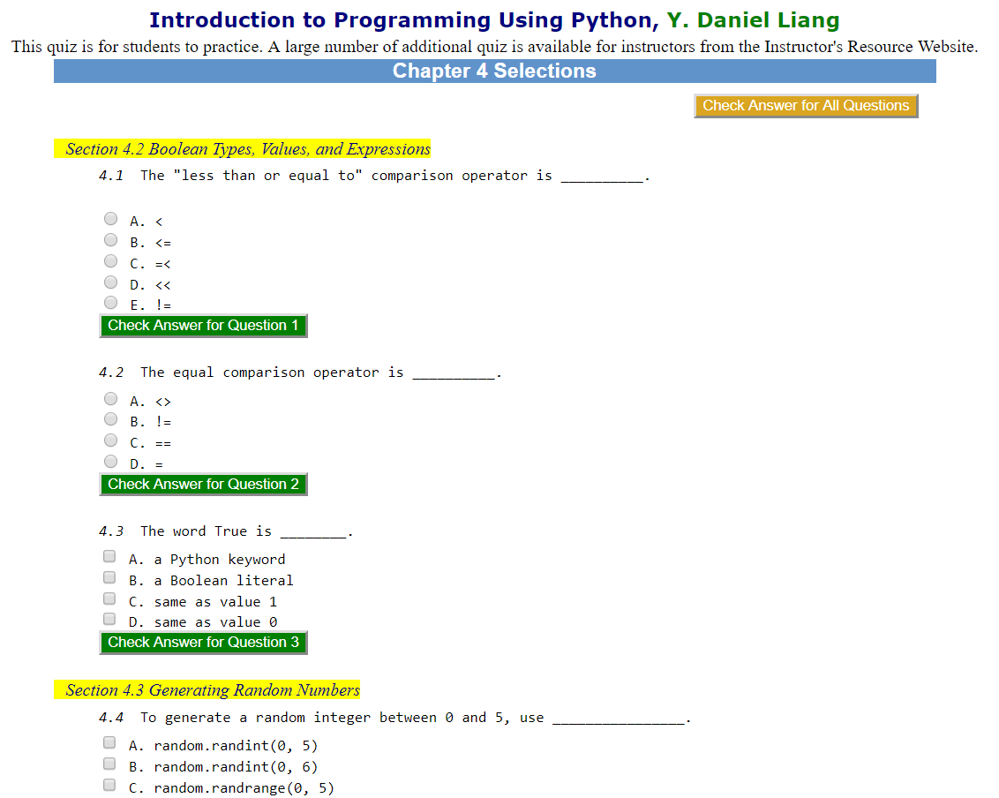 Introduction to Programming Using Python, Y. Daniel Liang
This quiz is for students to practice. A large number of additional quiz is available for instructors from the Instructor's Resource Website.
Chapter 4 Selections
Check Answer for All Questions
Section 4.2 Boolean Types, Values, and Expressions
4.1 The "less than or equal to" comparison operator is __________.
A. <
B. <=
C. =<
D. <<
E. !=
Check Answer for Question 1
4.2 The equal comparison operator is __________.
A. <>
B. !=
C. ==
D. =
Check Answer for Question 2
4.3 The word True is ________.
A. a Python keyword
B. a Boolean literal
C. same as value 1
D. same as value 0
Check Answer for Question 3
Section 4.3 Generating Random Numbers
4.4 To generate a random integer between 0 and 5, use ________________.
A. random.randint(0, 5)
B. random.randint(0, 6)
C. random.randrange(0, 5)